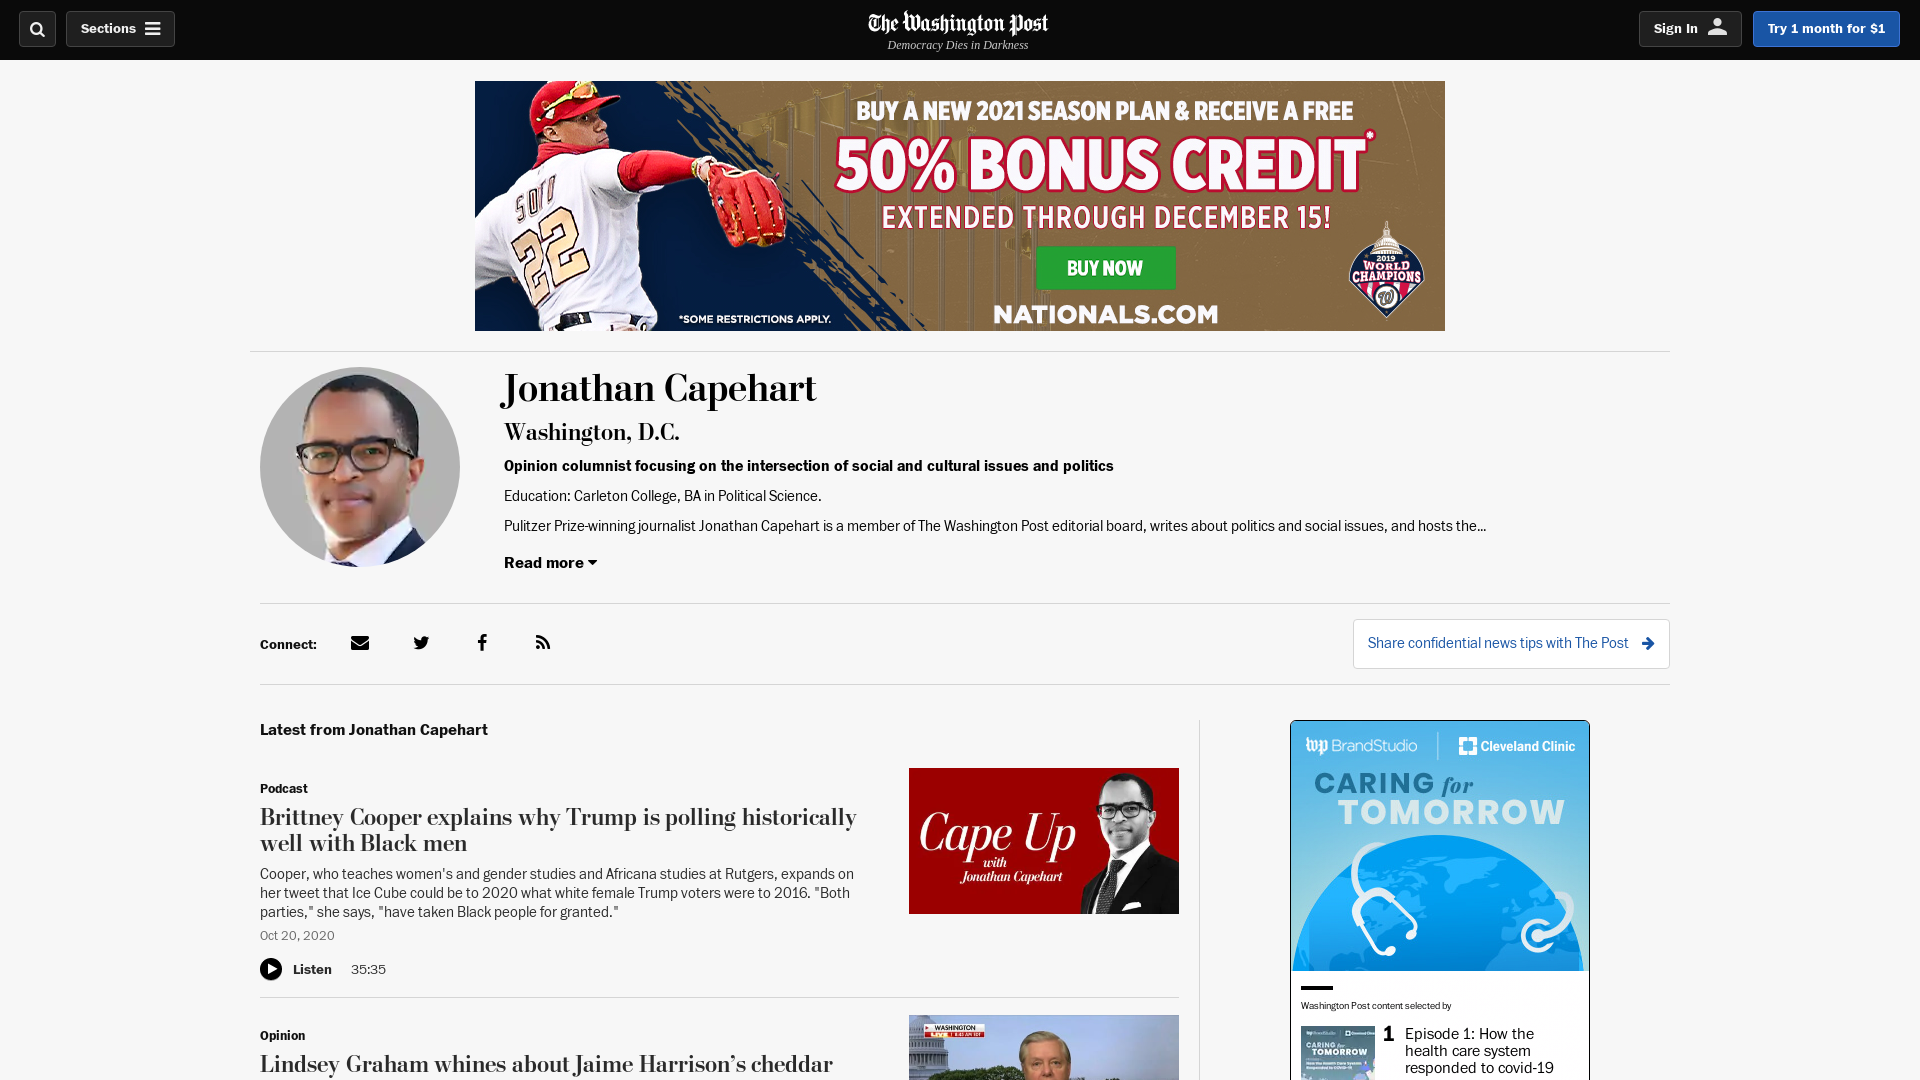 Sections
The Washington Post
Democracy Dies in Darkness
Sign In
Try 1 month for $1
BUY A NEW 2021 SEASON PLAN & RECEIVE A FREE
50% BONUS CREDIT*
EXTENDED THROUGH DECEMBER 15!
BUY NOW
NATIONALS.COM
*SOME RESTRICTIONS APPLY.
SOTO
22
2019
WORLD
CHAMPIONS
W
Jonathan Capehart
Washington, D.C.
Opinion columnist focusing on the intersection of social and cultural issues and politics
Education: Carleton College, BA in Political Science.
Pulitzer Prize-winning journalist Jonathan Capehart is a member of The Washington Post editorial board, writes about politics and social issues, and hosts the...
Read more
Connect:
Share confidential news tips with The Post
Latest from Jonathan Capehart
Podcast
Brittney Cooper explains why Trump is polling historically
well with Black men
Cooper, who teaches women's and gender studies and Africana studies at Rutgers, expands on
her tweet that Ice Cube could be to 2020 what white female Trump voters were to 2016. "Both
parties," she says, "have taken Black people for granted."
Oct 20, 2020
Listen 35:35
Cape Up
with
Jonathan Capehart
Opinion
Lindsey Graham whines about Jaime Harrison’s cheddar
WASHINGTON
LIVE
wp BrandStudio
Cleveland Clinic
CARING for
TOMORROW
Washington Post content selected by
CARING for
TOMORROW
1 Episode 1: How the
health care system
responded to covid-19